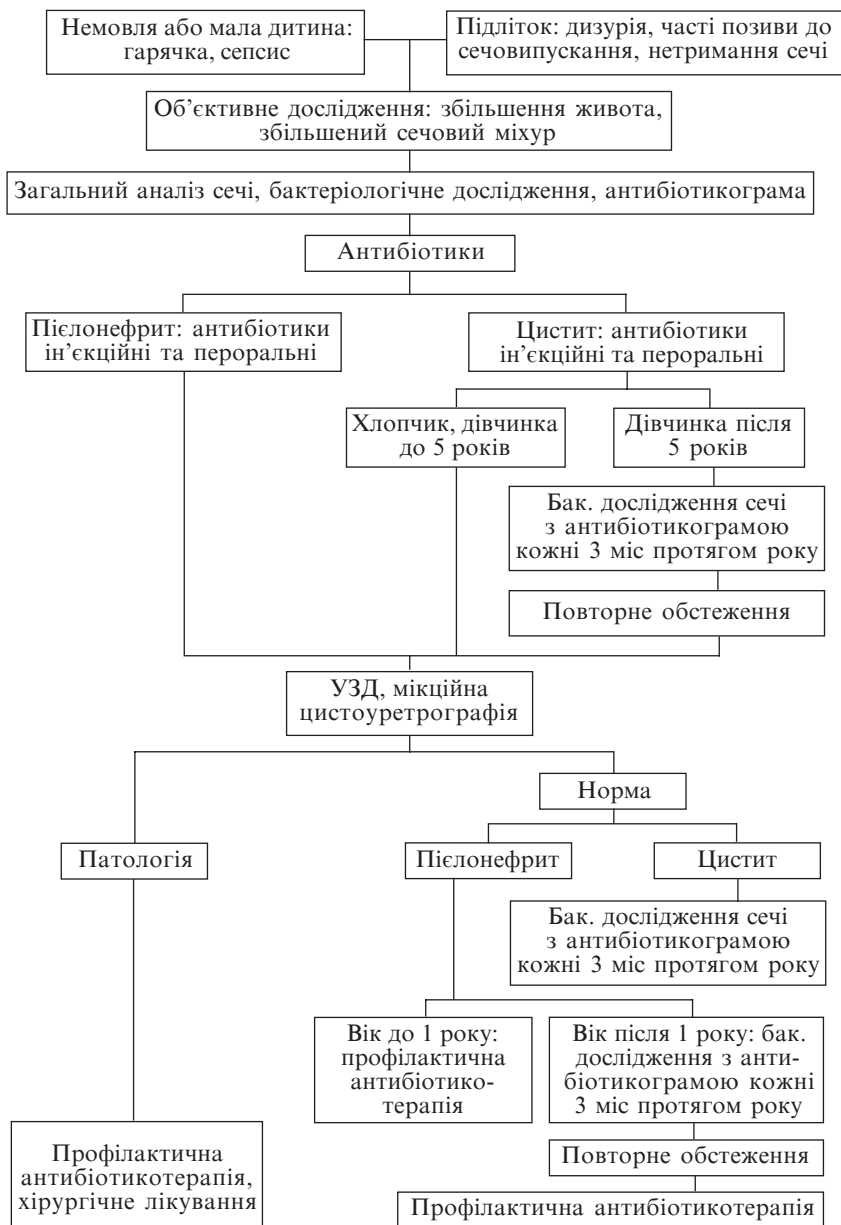 Немовля або мала дитина:
гарячка, сепсис
Підліток: дизурія, часті позиви до
сечовипускання, нетримання сечі
Об’єктивне дослідження: збільшення живота,
збільшений сечовий міхур
Загальний аналіз сечі, бактеріологічне дослідження, антибіотикограма
Антибіотики
Пієлонефрит: антибіотики
ін’єкційні та пероральні
Цистит: антибіотики
ін’єкційні та пероральні
Хлопчик, дівчинка
до 5 років
Дівчинка після
5 років
Бак. дослідження сечі
з антибіотикограмою
кожні 3 міс протягом року
Повторне обстеження
УЗД, мікційна
цистоуретрографія
Норма
Патологія
Пієлонефрит
Цистит
Бак. дослідження сечі
з антибіотикограмою
кожні 3 міс протягом року
Вік до 1 року:
профілактична
антибіотико-
терапія
Вік після 1 року: бак.
дослідження з анти-
біотикограмою кожні
3 міс протягом року
Профілактична
антибіотикотерапія,
хірургічне лікування
Повторне обстеження
Профілактична антибіотикотерапія